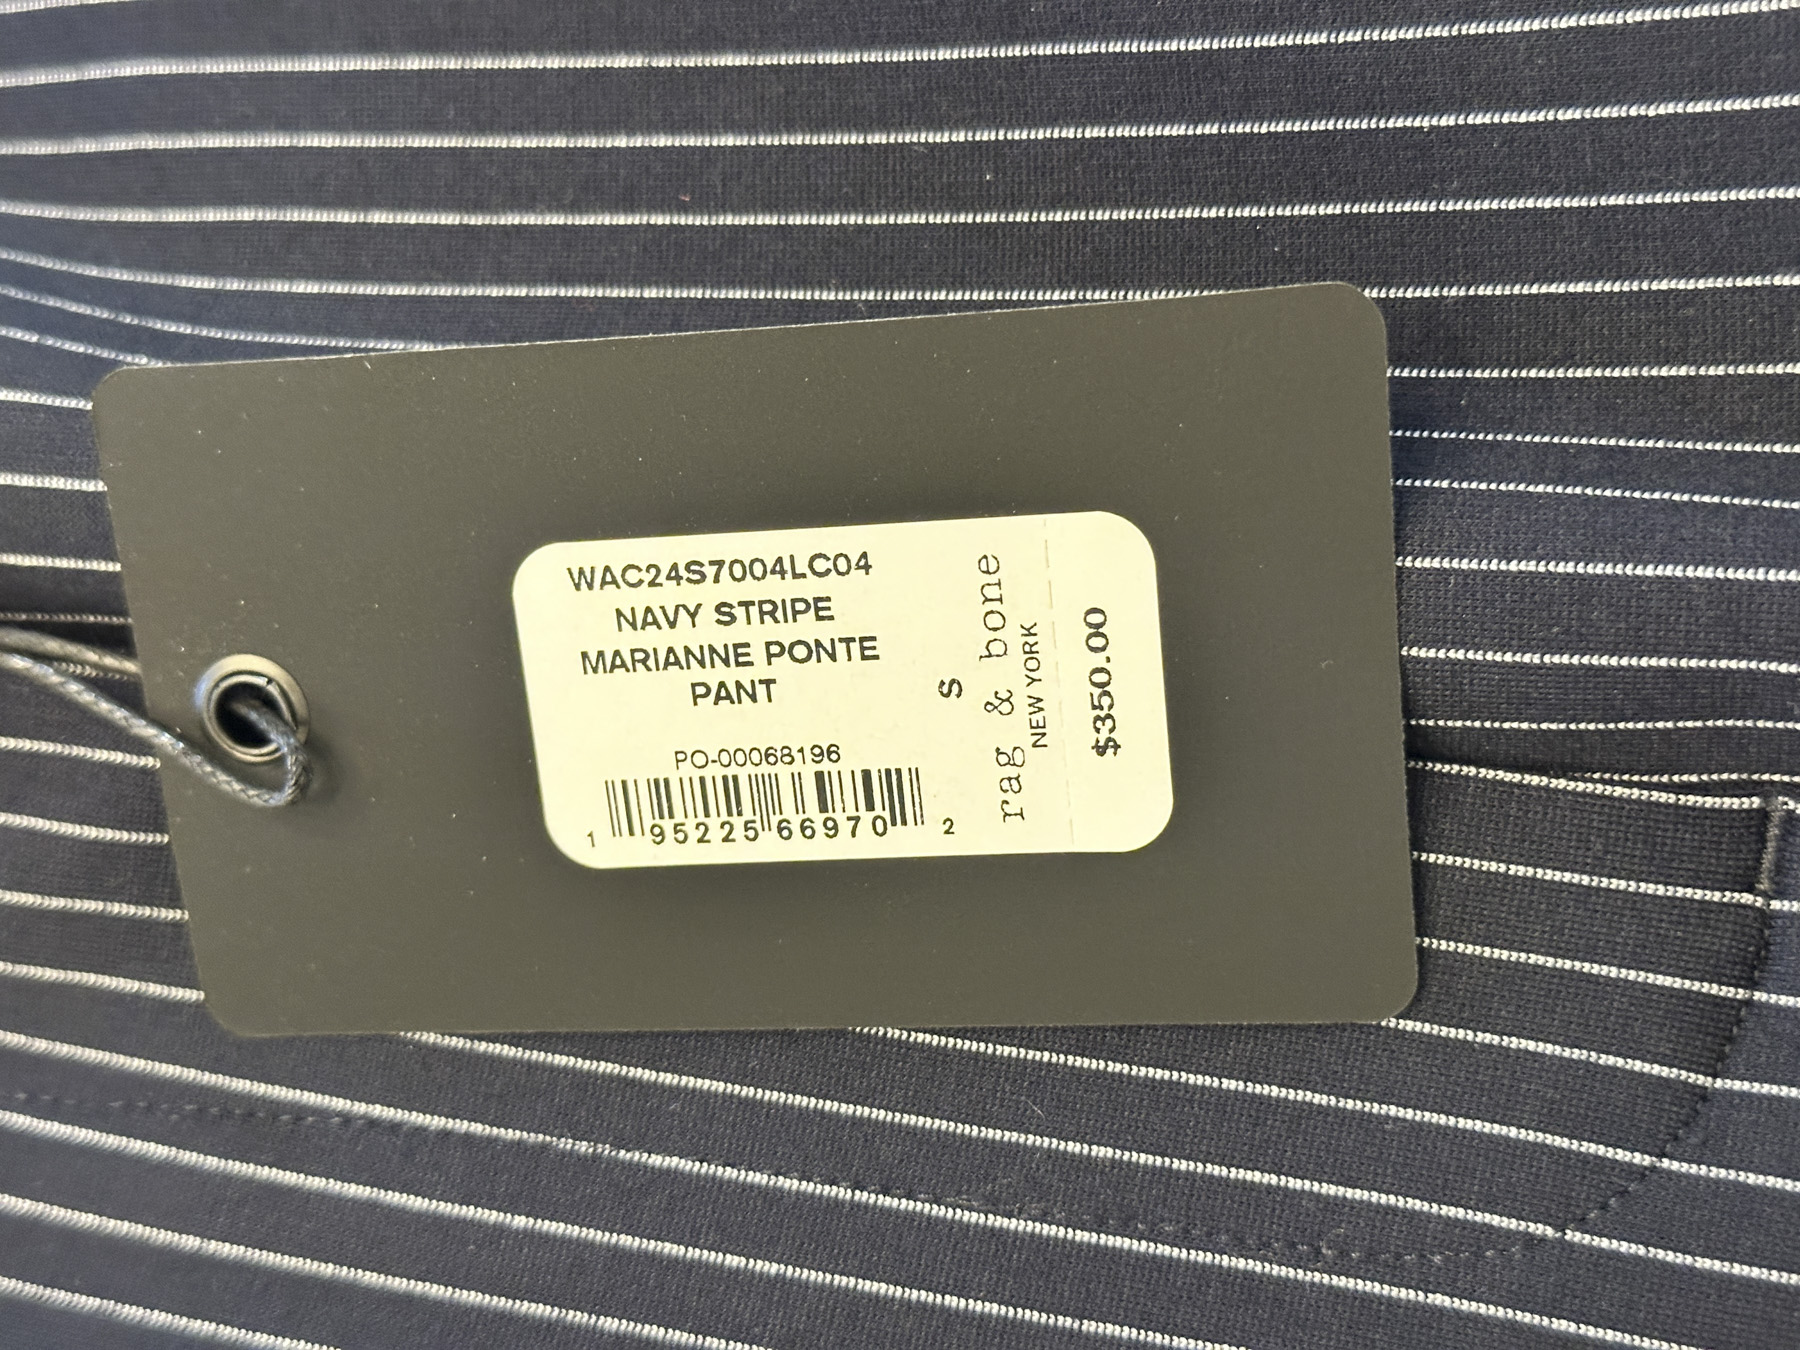 WAC24S7004LC04
NAVY STRIPE
MARIANNE PONTE
PANT
PO-00068196
1 95225 66970 2
S
rag & bone
NEW YORK
$350.00